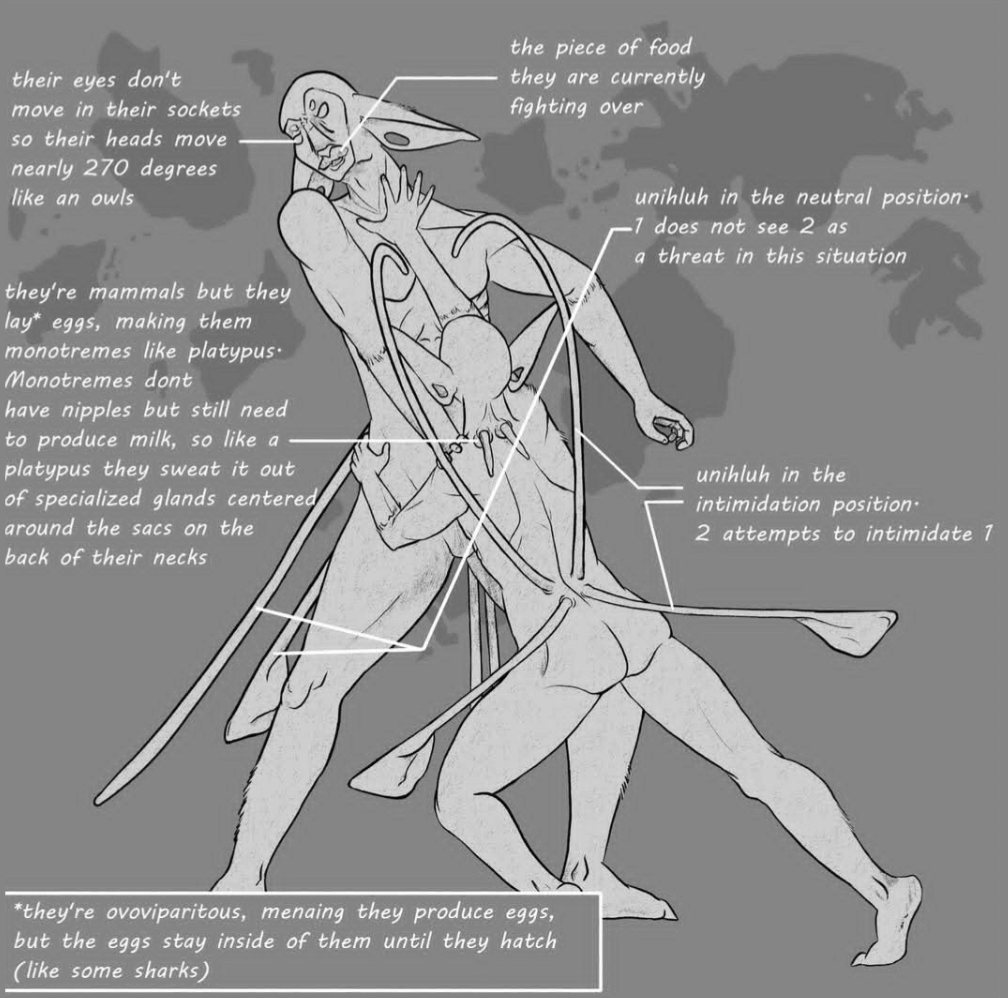 their eyes don't
move in their sockets
so their heads move
nearly 270 degrees
like an owls
the piece of food
they are currently
fighting over
unihluh in the neutral position.
1 does not see 2 as
a threat in this situation
they're mammals but they
lay* eggs, making them
monotremes like platypus.
Monotremes dont
have nipples but still need
to produce milk, so like a
platypus they sweat it out
of specialized glands centered
around the sacs on the
back of their necks
unihluh in the
intimidation position.
2 attempts to intimidate 1
*they're ovoviparitous, menaing they produce eggs,
but the eggs stay inside of them until they hatch
(like some sharks)